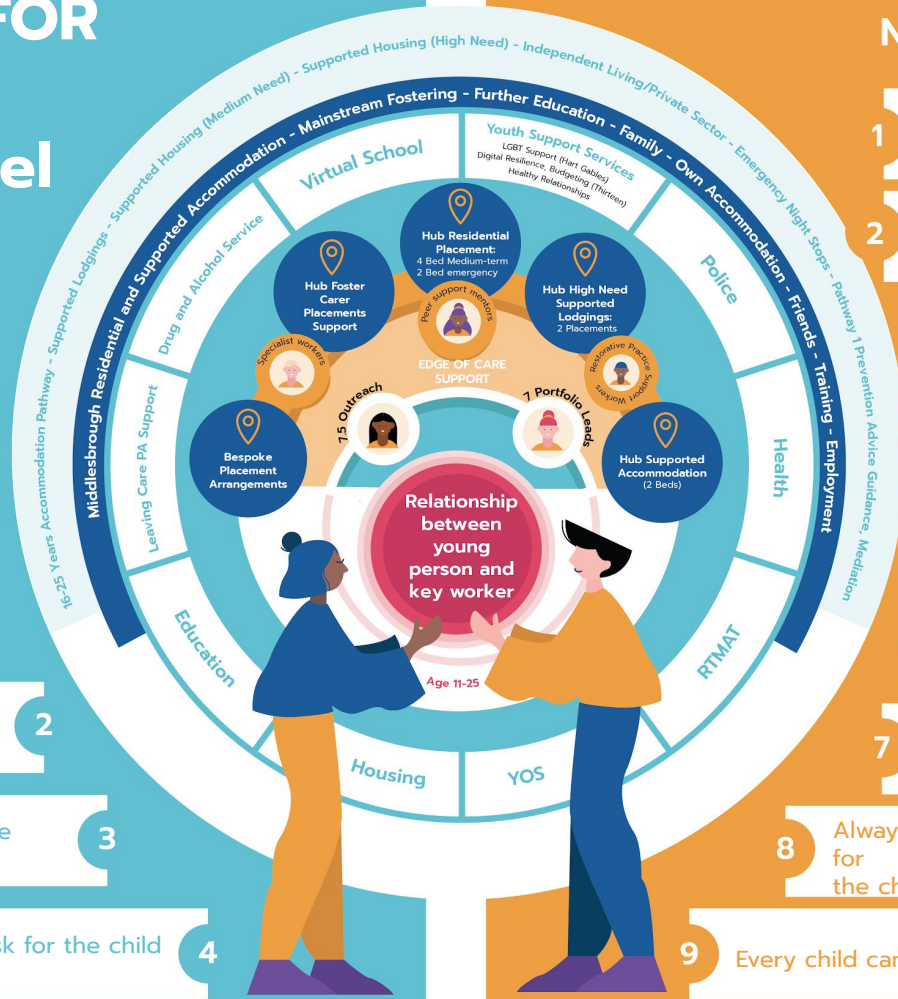 FOR
el
N
1
2
16-25 Years Accommodation Pathway - Supported Lodgings - Supported Housing (Medium Need) - Supported Housing (High Need) - Independent Living/Private Sector - Emergency Night Stops - Pathway 1 Prevention Advice Guidance, Mediation
Middlesbrough Residential and Supported Accommodation - Mainstream Fostering - Further Education - Family - Own Accommodation - Friends - Training - Employment
Virtual School
Youth Support Services
LGBT Support (Hart Gables)
Digital Resilience, Budgeting (Thirteen)
Healthy Relationships
Drug and Alcohol Service
Police
Leaving Care PA Support
Health
Education
RTMAT
Housing
YOS
Hub Residential
Placement:
4 Bed Medium-term
2 Bed emergency
Hub Foster
Carer
Placements
Support
Hub High Need
Supported
Lodgings:
2 Placements
Peer support mentors
Specialist workers
Restorative Practice Support Workers
EDGE OF CARE
SUPPORT
7.5 Outreach
7 Portfolio Leads
Bespoke
Placement
Arrangements
Hub Supported
Accommodation
(2 Beds)
Relationship
between
young
person and
key worker
Age 11-25
2
3
e
sk for the child
4
7
8
Alway
for
the ch
9
Every child car